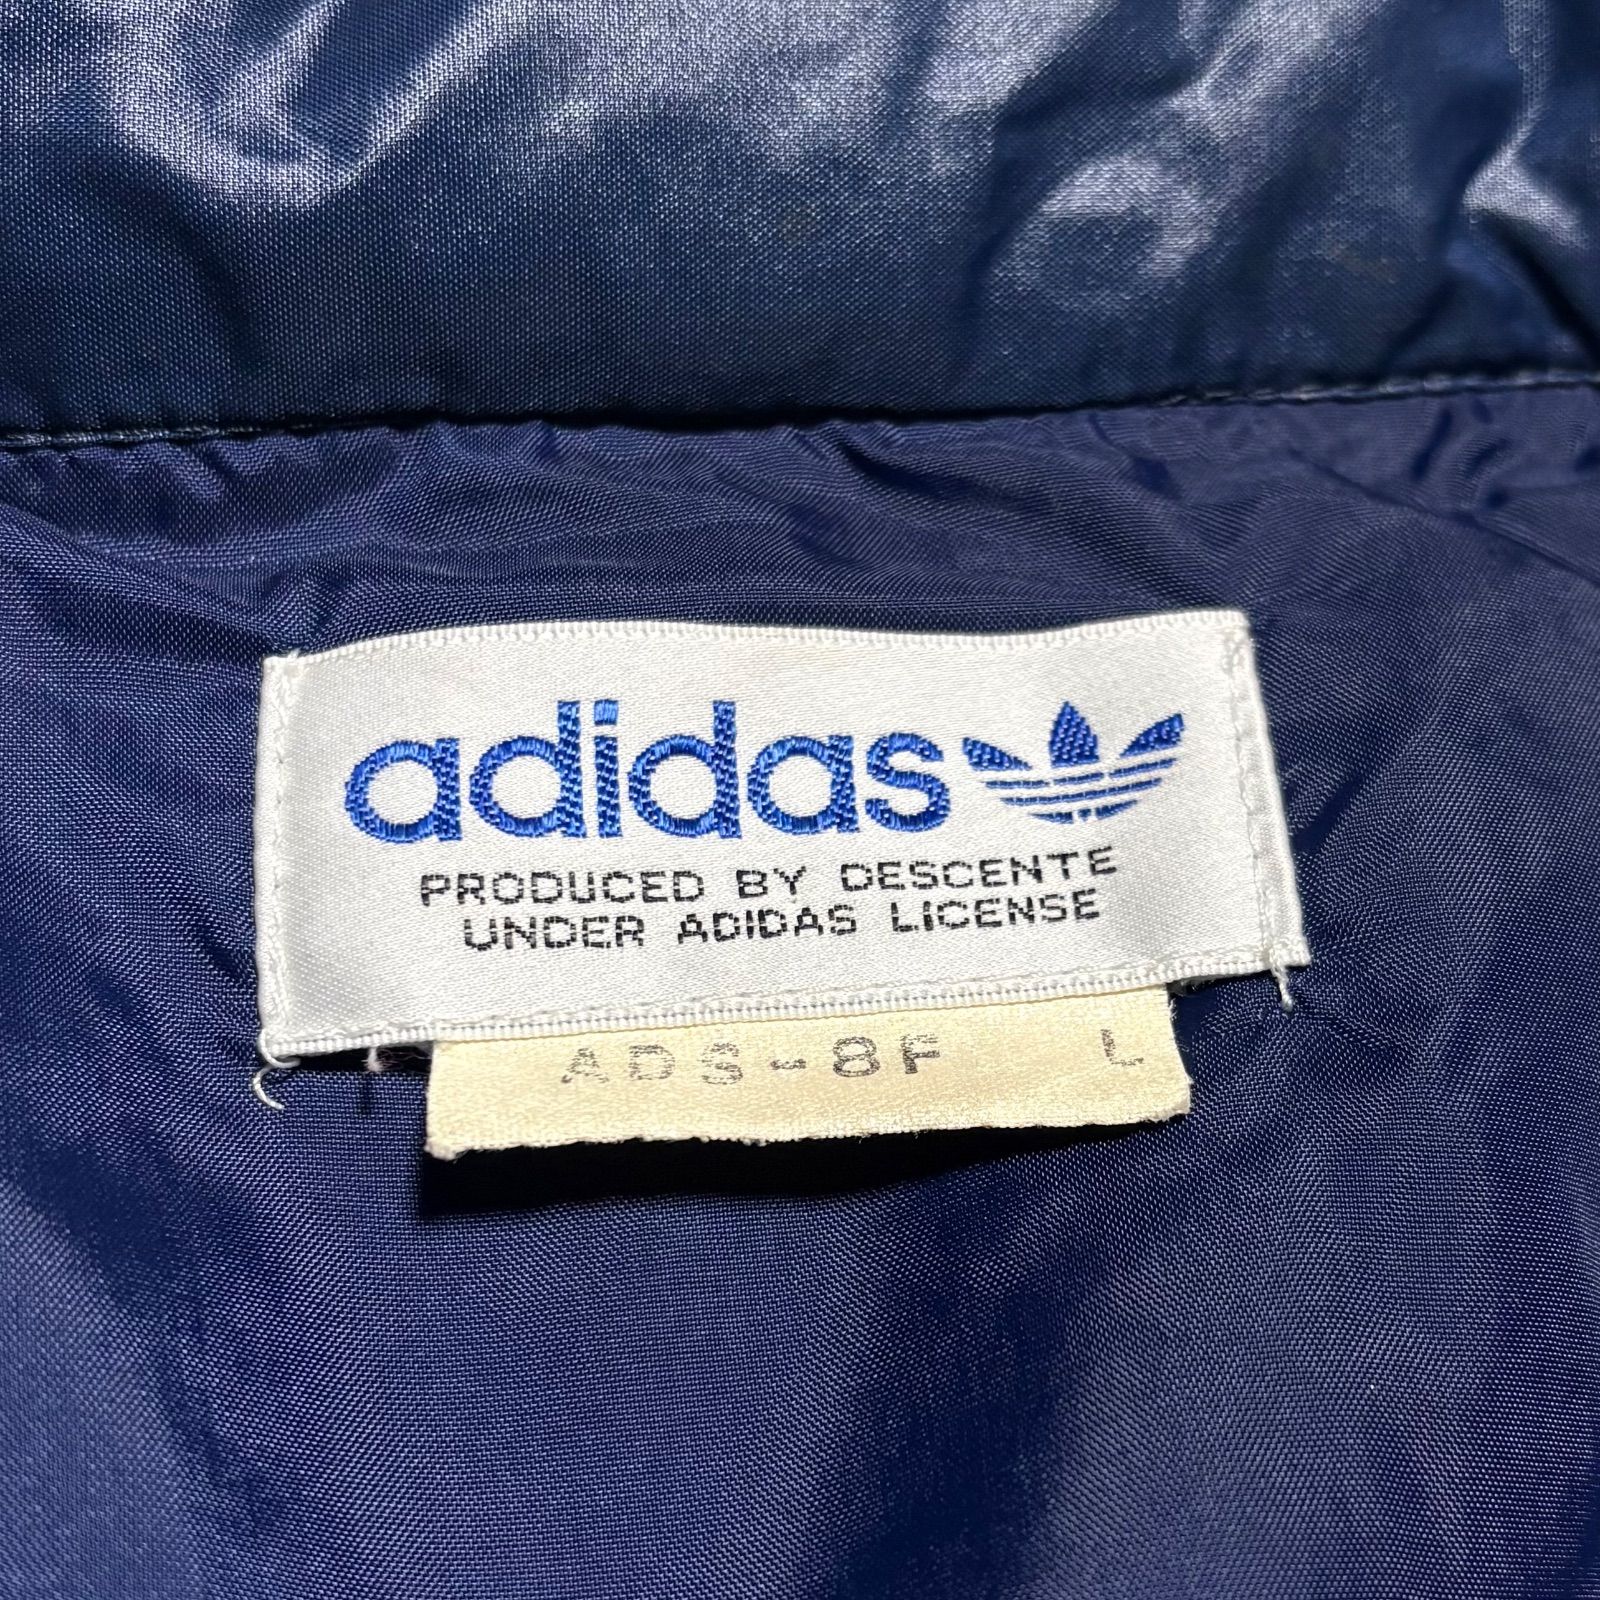 adidas
PRODUCED BY DESCENTE
UNDER ADIDAS LICENSE
ADS-8F L